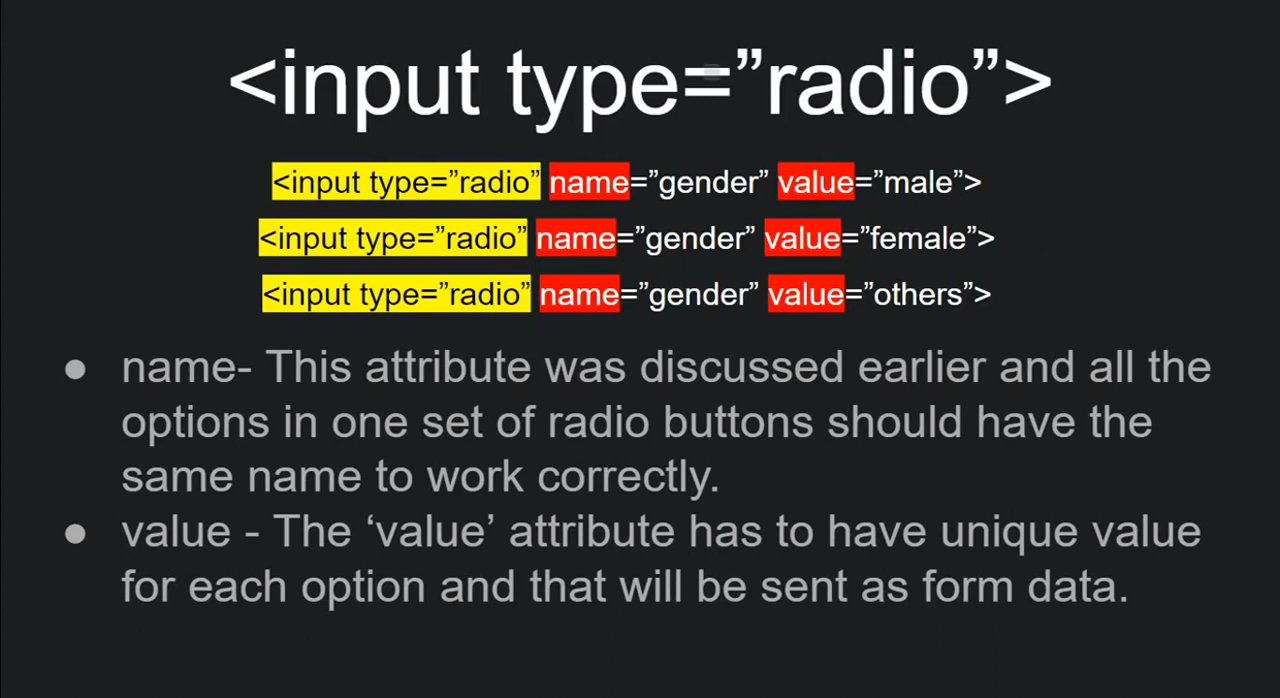 <input type=”radio”>
<input type=”radio” name=”gender” value=”male”>
<input type=”radio” name=”gender” value=”female”>
<input type=”radio” name=”gender” value=”others”>
● name- This attribute was discussed earlier and all the
options in one set of radio buttons should have the
same name to work correctly.
● value - The ‘value’ attribute has to have unique value
for each option and that will be sent as form data.